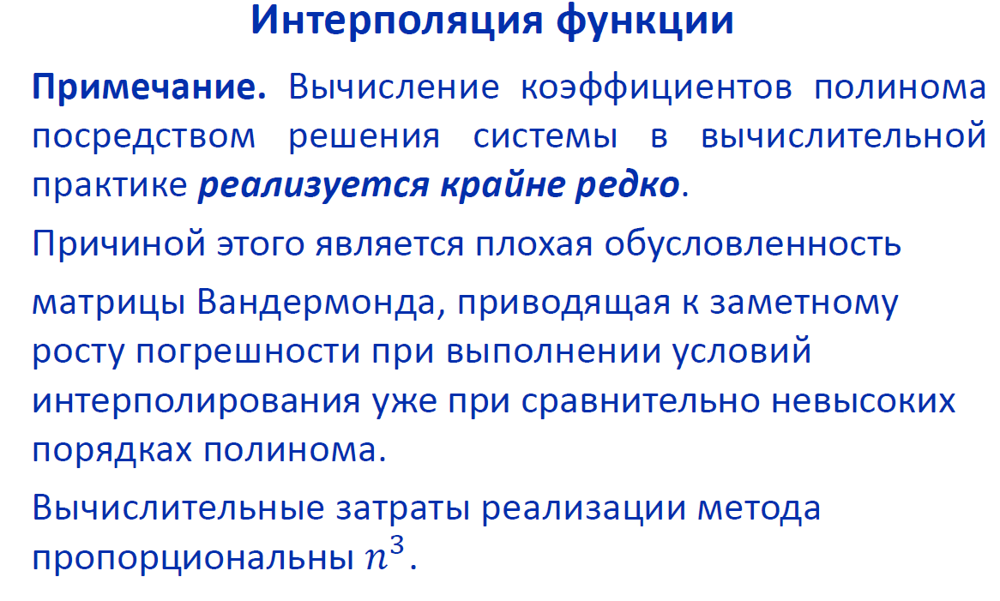 Интерполяция функции
Примечание. Вычисление коэффициентов полинома
посредством решения системы в вычислительной
практике реализуется крайне редко.
Причиной этого является плохая обусловленность
матрицы Вандермонда, приводящая к заметному
росту погрешности при выполнении условий
интерполирования уже при сравнительно невысоких
порядках полинома.
Вычислительные затраты реализации метода
пропорциональны n³.